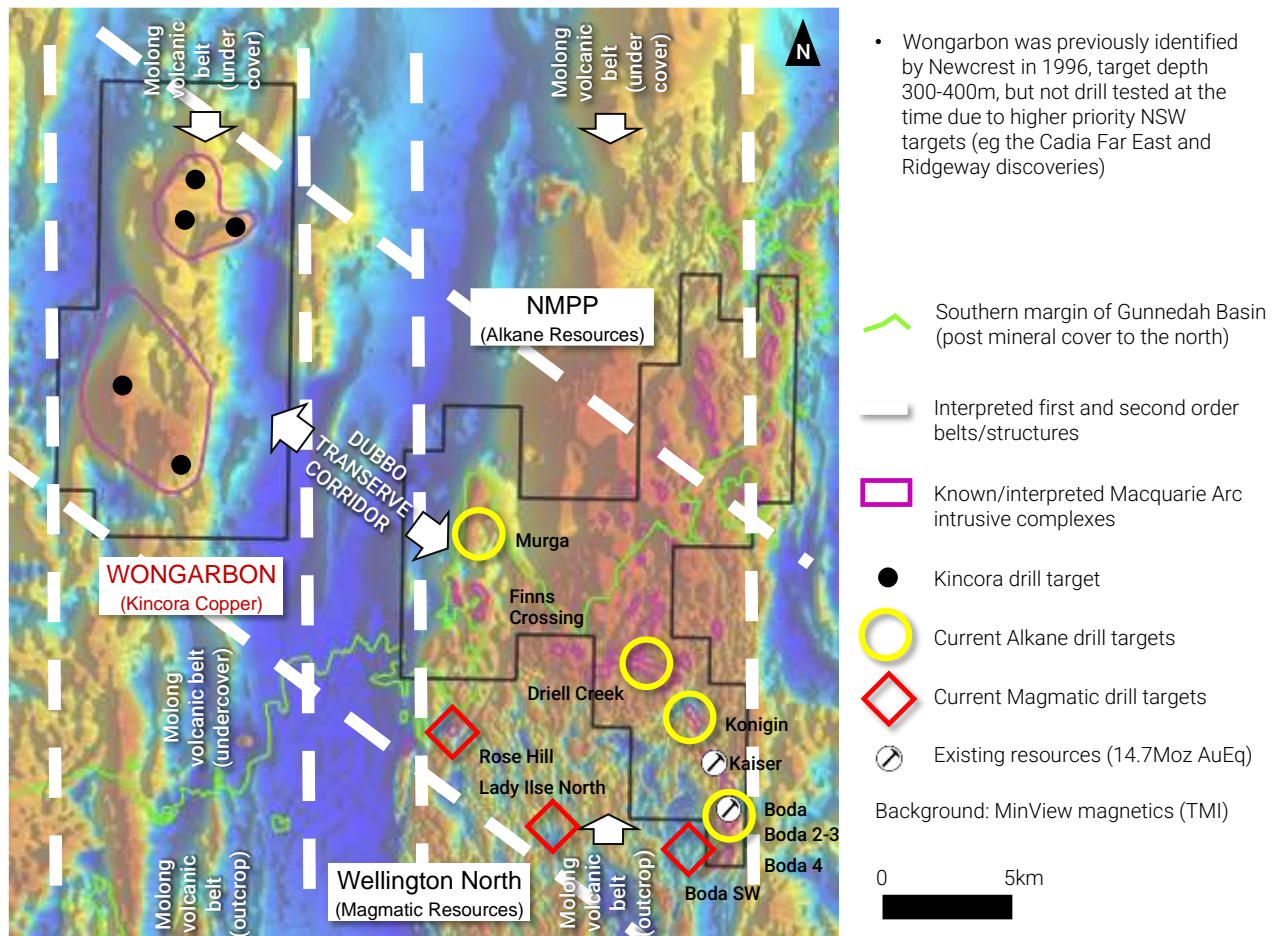 Molong
volcanic
belt
(under
cover)
Molong
volcanic
belt
(under
cover)
N
NMPP
(Alkane Resources)
DUBBO
TRANSERVE
CORRIDOR
Murga
Finns
Crossing
WONGARBON
(Kincora Copper)
Molong
volcanic belt
(undercover)
Driell Creek
Konigin
Rose Hill
Kaiser
Lady Ilse North
Boda
Boda 2-3
Boda 4
Boda SW
Molong
volcanic
belt
(outcrop)
Wellington North
(Magmatic Resources)
Molong
volcanic
belt
(outcrop)
• Wongarbon was previously identified
by Newcrest in 1996, target depth
300-400m, but not drill tested at the
time due to higher priority NSW
targets (eg the Cadia Far East and
Ridgeway discoveries)
Southern margin of Gunnedah Basin
(post mineral cover to the north)
Interpreted first and second order
belts/structures
Known/interpreted Macquarie Arc
intrusive complexes
Kincora drill target
Current Alkane drill targets
Current Magmatic drill targets
Existing resources (14.7Moz AuEq)
Background: MinView magnetics (TMI)
0 5km